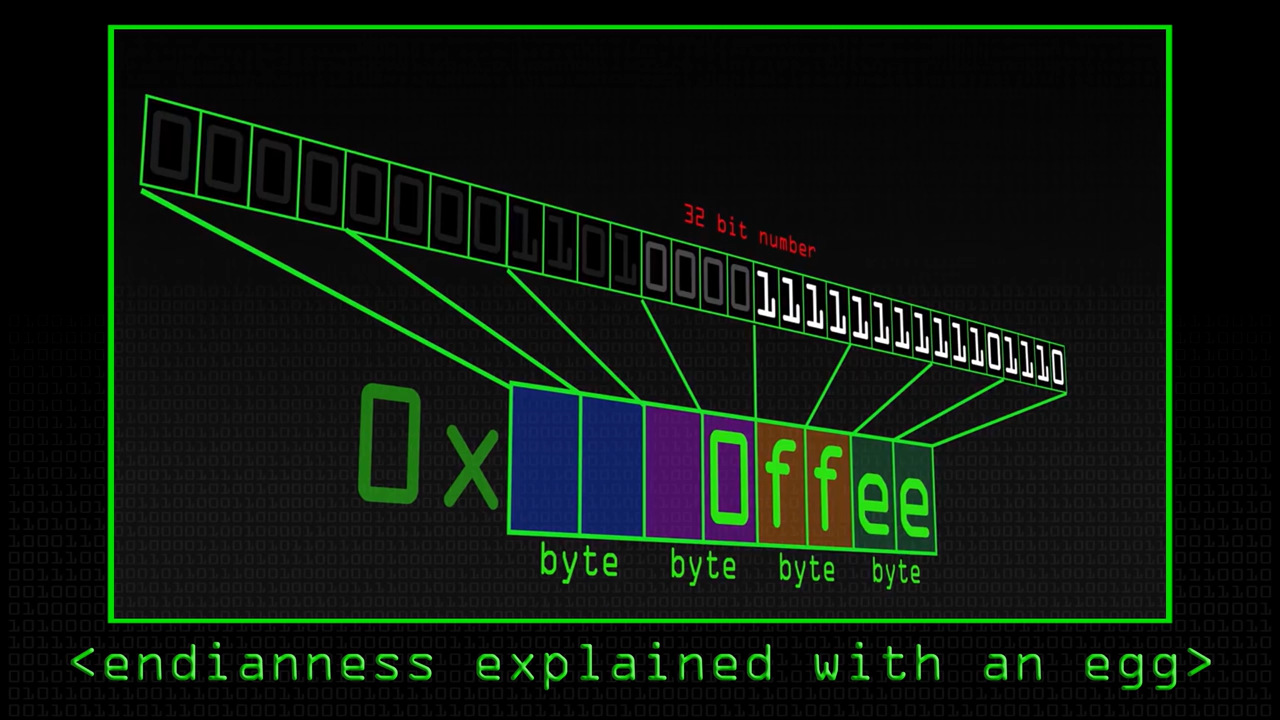 32 bit number
00000000110100001111111111101110
0x 0ffee
byte byte byte byte
<endianness explained with an egg>